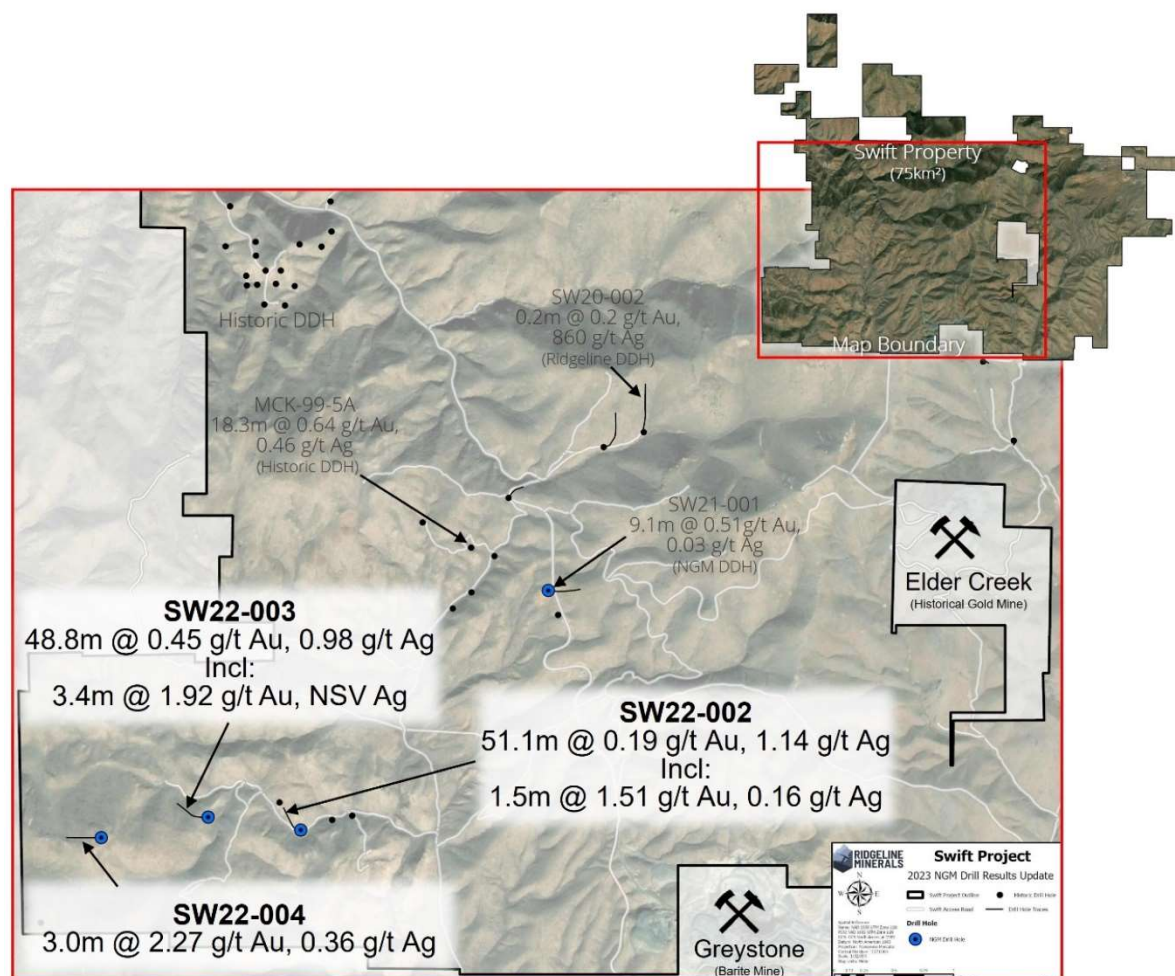 Swift Property
(75km²)
Map Boundary
Historic DDH
SW20-002
0.2m @ 0.2 g/t Au,
860 g/t Ag
(Ridgeline DDH)
MCK-99-5A
18.3m @ 0.64 g/t Au,
0.46 g/t Ag
(Historic DDH)
SW21-001
9.1m @ 0.51g/t Au,
0.03 g/t Ag
(NGM DDH)
Elder Creek
(Historical Gold Mine)
SW22-003
48.8m @ 0.45 g/t Au, 0.98 g/t Ag
Incl:
3.4m @ 1.92 g/t Au, NSV Ag
SW22-002
51.1m @ 0.19 g/t Au, 1.14 g/t Ag
Incl:
1.5m @ 1.51 g/t Au, 0.16 g/t Ag
SW22-004
3.0m @ 2.27 g/t Au, 0.36 g/t Ag
Greystone
(Barite Mine)
RIDGELINE
MINERALS
Swift Project
2023 NGM Drill Results Update
N
W E
S
Swift Project Outline
Historic Drill Hole
Swift Access Road
Drill Hole Traces
Drill Hole
NGM Drill Hole